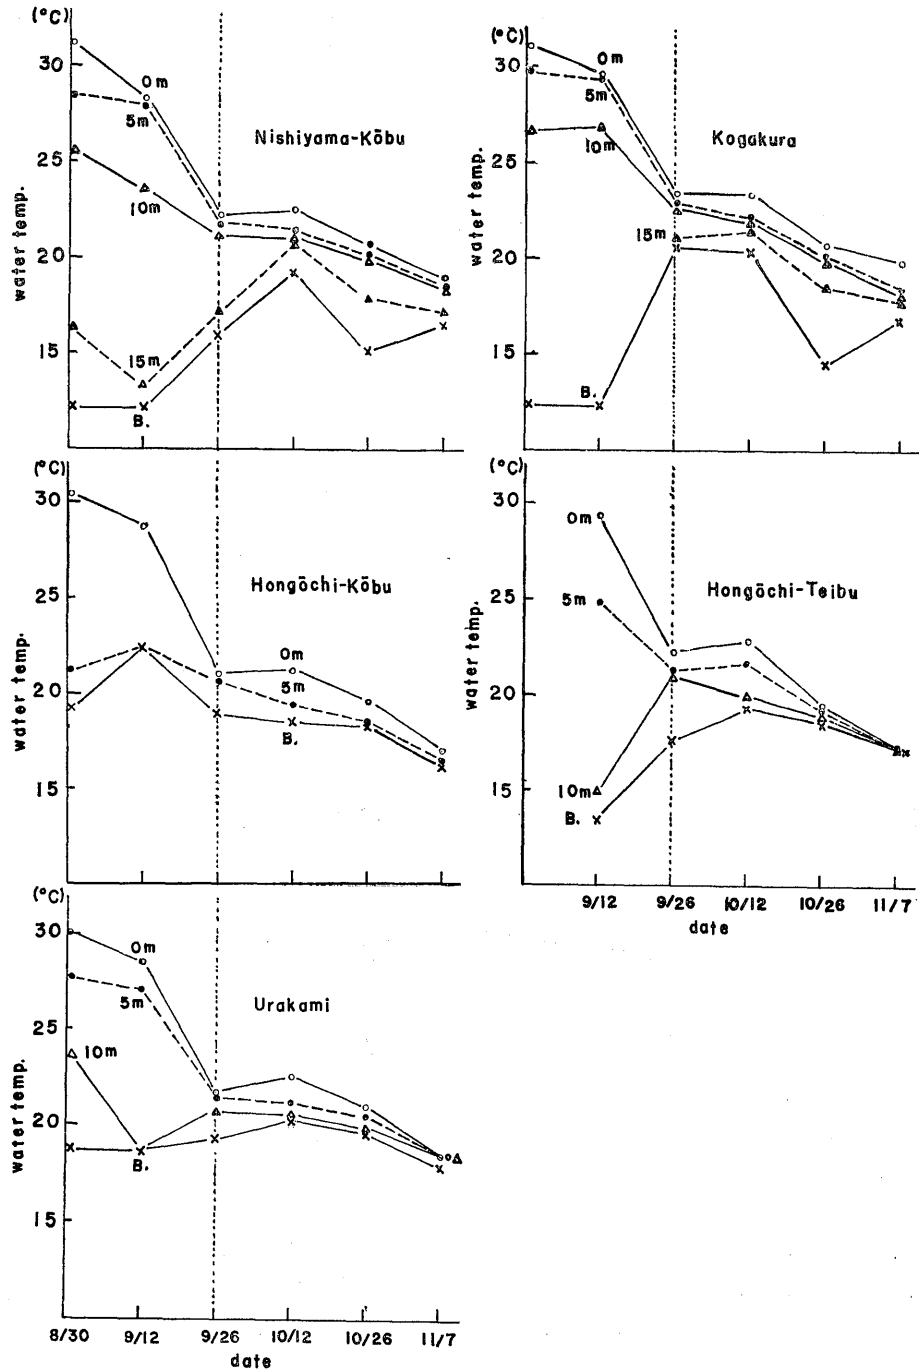 (°C)
30
25
20
15
water temp.
0m
5m
10m
15m
B.
Nishiyama-Kōbu
(°C)
30
25
20
15
water temp.
0m
5m
10m
15m
B.
Kogakura
(°C)
30
25
20
15
water temp.
0m
5m
B.
Hongōchi-Kōbu
(°C)
30
25
20
15
water temp.
0m
5m
10m
B.
Hongōchi-Teibu
9/12 9/26 10/12 10/26 11/7
date
(°C)
30
25
20
15
water temp.
0m
5m
10m
B.
Urakami
8/30 9/12 9/26 10/12 10/26 11/7
date